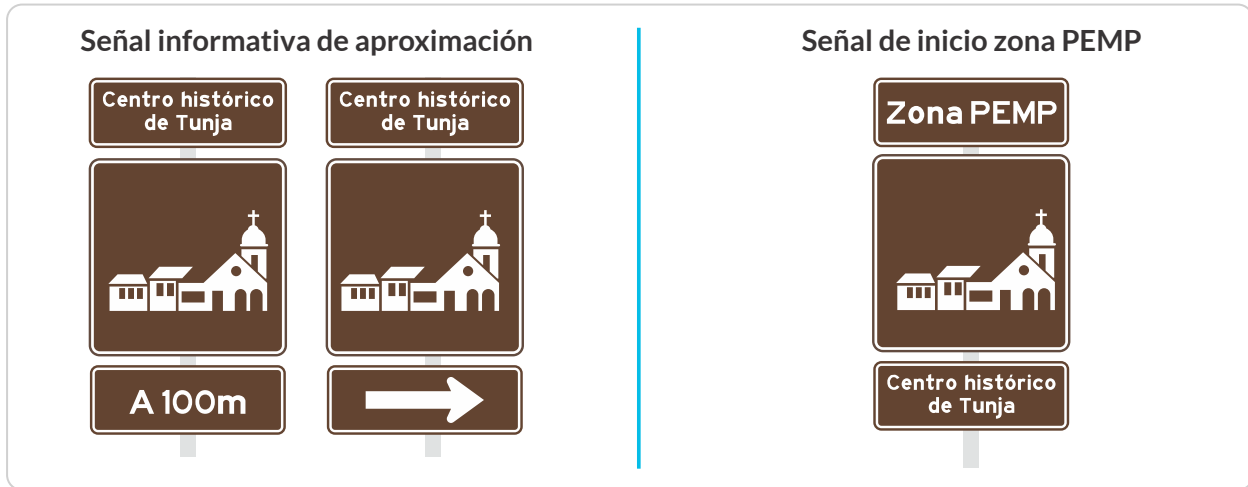 Señal informativa de aproximación
Centro histórico
de Tunja
A 100m
Centro histórico
de Tunja
Señal de inicio zona PEMP
Zona PEMP
Centro histórico
de Tunja